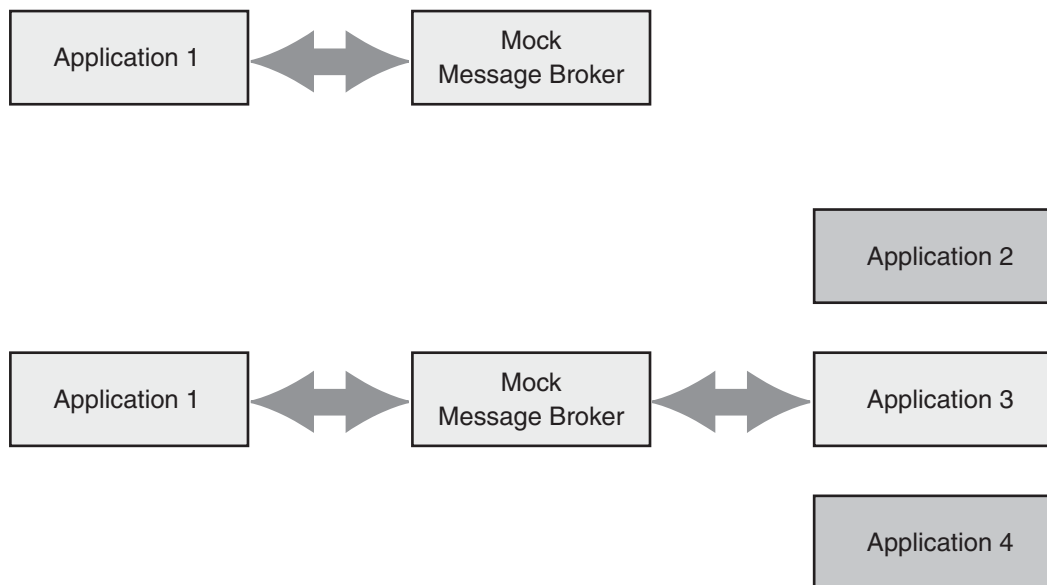 Application 1
Mock
Message Broker
Application 2
Application 1
Mock
Message Broker
Application 3
Application 4